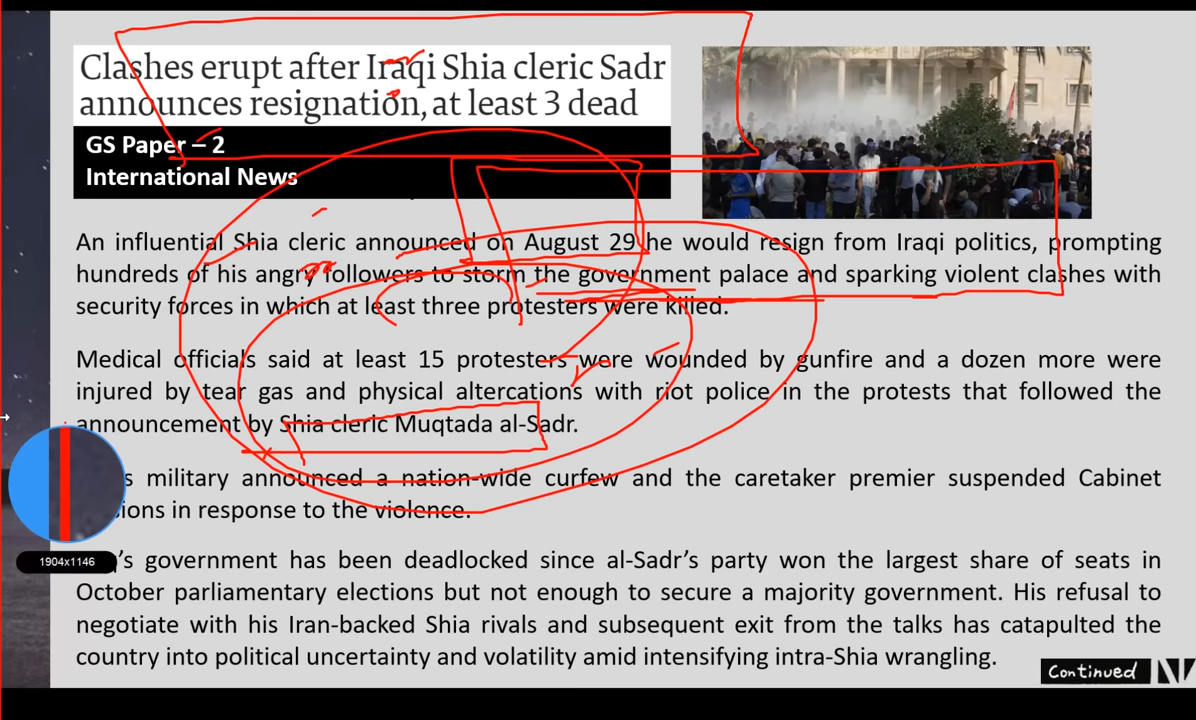 Clashes erupt after Iraqi Shia cleric Sadr
announces resignation, at least 3 dead
GS Paper – 2
International News
An influential Shia cleric announced on August 29 he would resign from Iraqi politics, prompting
hundreds of his angry followers to storm the government palace and sparking violent clashes with
security forces in which at least three protesters were killed.
Medical officials said at least 15 protesters were wounded by gunfire and a dozen more were
injured by tear gas and physical altercations with riot police in the protests that followed the
announcement by Shia cleric Muqtada al-Sadr.
s military announced a nation-wide curfew and the caretaker premier suspended Cabinet
ions in response to the violence.
's government has been deadlocked since al-Sadr's party won the largest share of seats in
October parliamentary elections but not enough to secure a majority government. His refusal to
negotiate with his Iran-backed Shia rivals and subsequent exit from the talks has catapulted the
country into political uncertainty and volatility amid intensifying intra-Shia wrangling.
1904x1146
Continued